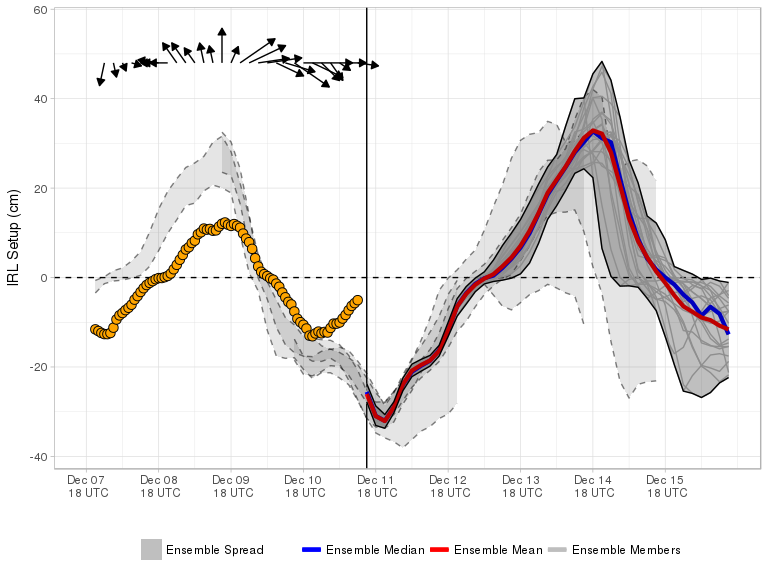 60
40
20
0
-20
-40
IRL Setup (cm)
Dec 07 Dec 08 Dec 09 Dec 10 Dec 11 Dec 12 Dec 13 Dec 14 Dec 15
18 UTC 18 UTC 18 UTC 18 UTC 18 UTC 18 UTC 18 UTC 18 UTC 18 UTC
Ensemble Spread Ensemble Median Ensemble Mean Ensemble Members